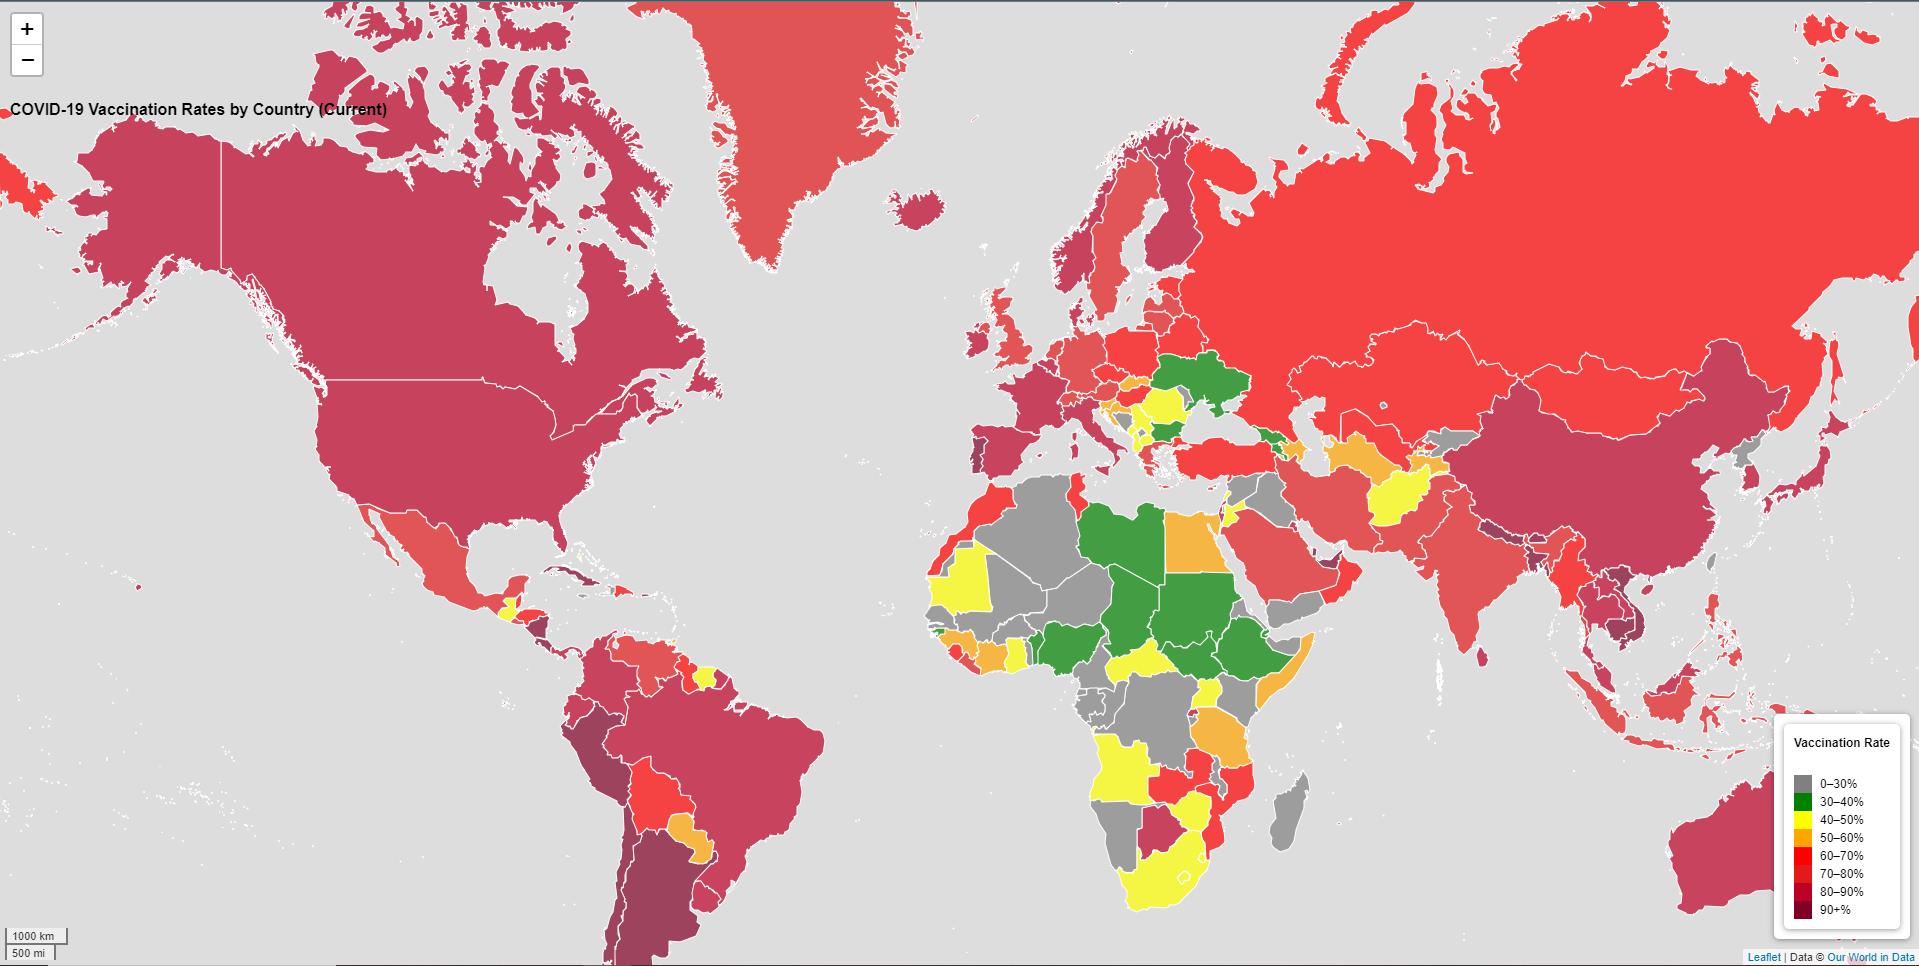 +
−
COVID-19 Vaccination Rates by Country (Current)
Vaccination Rate
0–30%
30–40%
40–50%
50–60%
60–70%
70–80%
80–90%
90+%
1000 km
500 mi
Leaflet | Data © Our World in Data